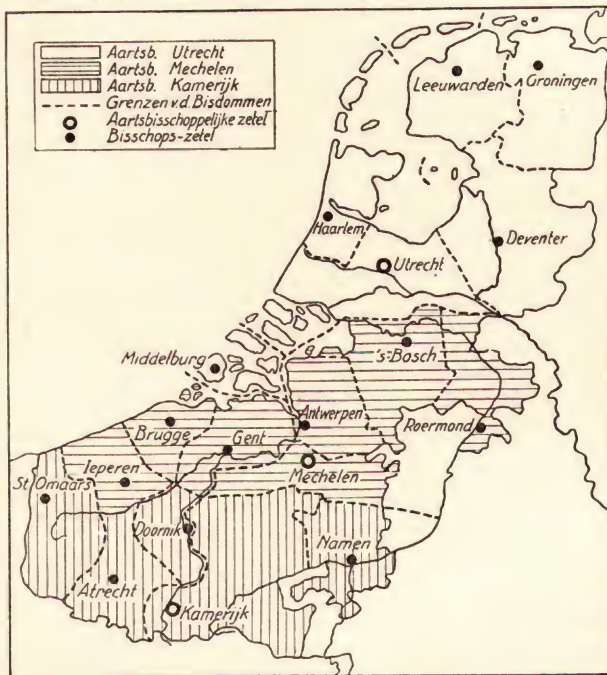 Aartsb. Utrecht
Aartsb. Mechelen
Aartsb. Kamerijk
Grenzen v.d. Bisdommen
Aartsbisschoppelijke zetel
Bisschops-zetel
Leeuwarden
Groningen
Haarlem
Deventer
Utrecht
's-Bosch
Middelburg
Antwerpen
Roermond
Brugge
Gent
Mechelen
Ieperen
St. Omaars
Doornik
Namen
Atrecht
Kamerijk